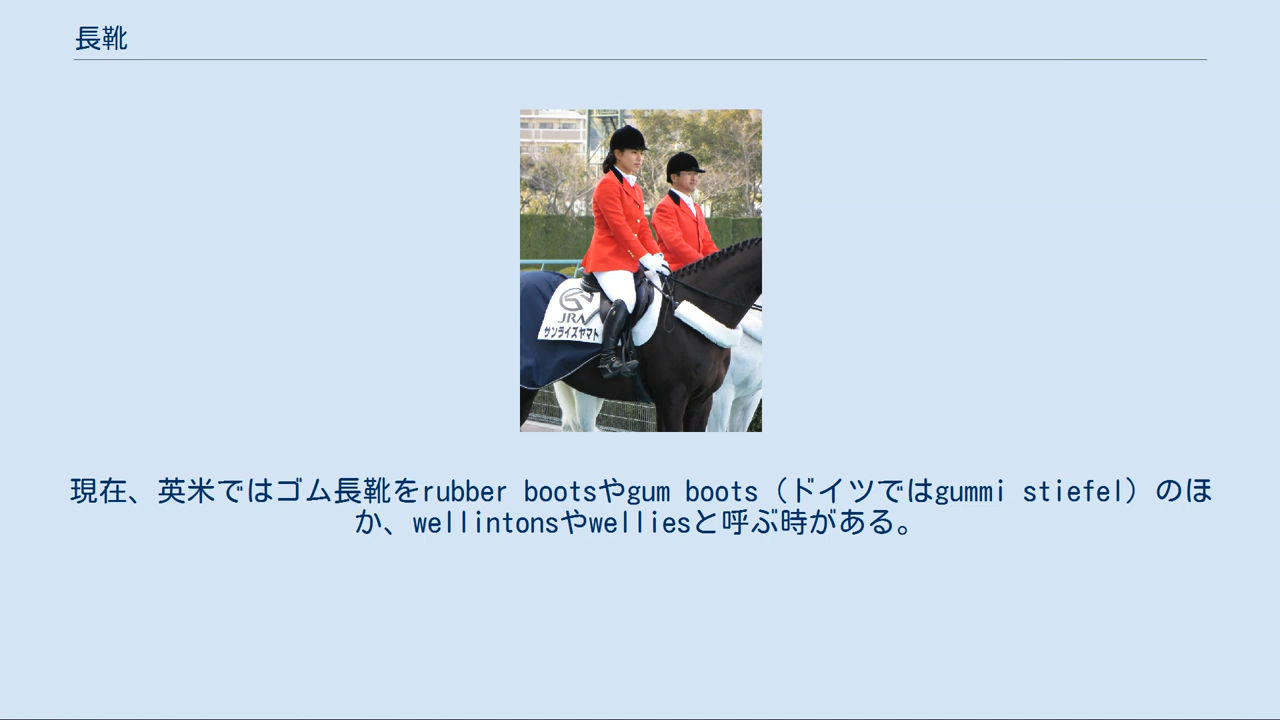 長靴
JRA
サンライズヤマト
現在、英米ではゴム長靴をrubber bootsやgum boots（ドイツではgummi stiefel）のほ
か、wellintonsやwelliesと呼ぶ時がある。